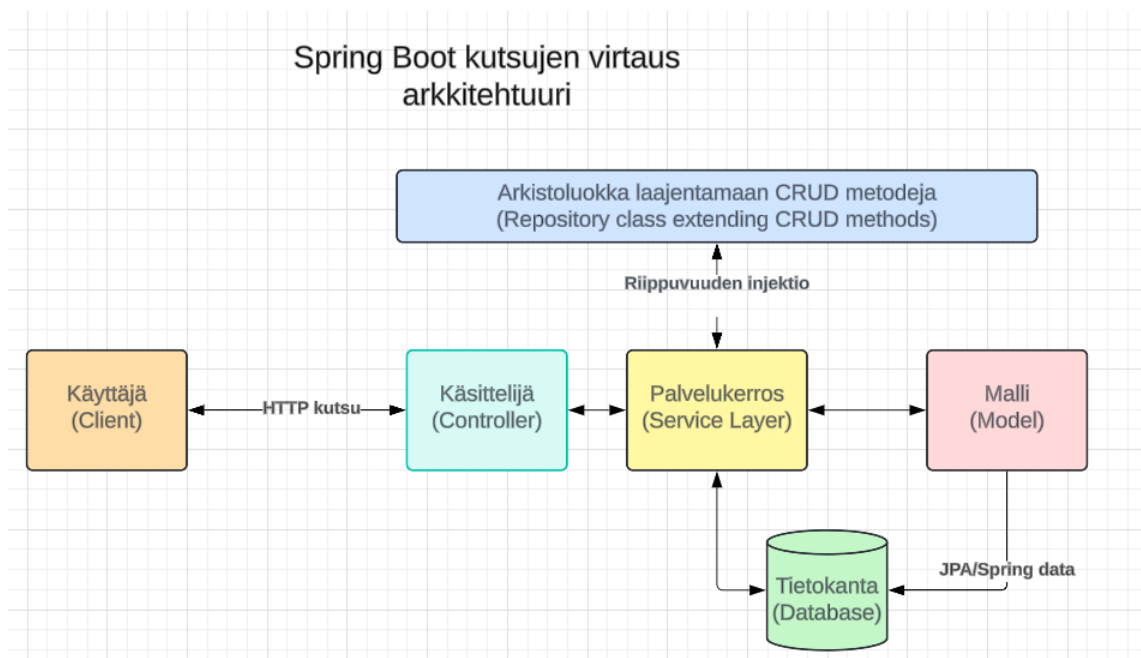 Spring Boot kutsujen virtaus
arkkitehtuuri
Arkistoluokka laajentamaan CRUD metodeja
(Repository class extending CRUD methods)
Riippuvuuden injektio
Käyttäjä
(Client)
HTTP kutsu
Käsittelijä
(Controller)
Palvelukerros
(Service Layer)
Malli
(Model)
JPA/Spring data
Tietokanta
(Database)